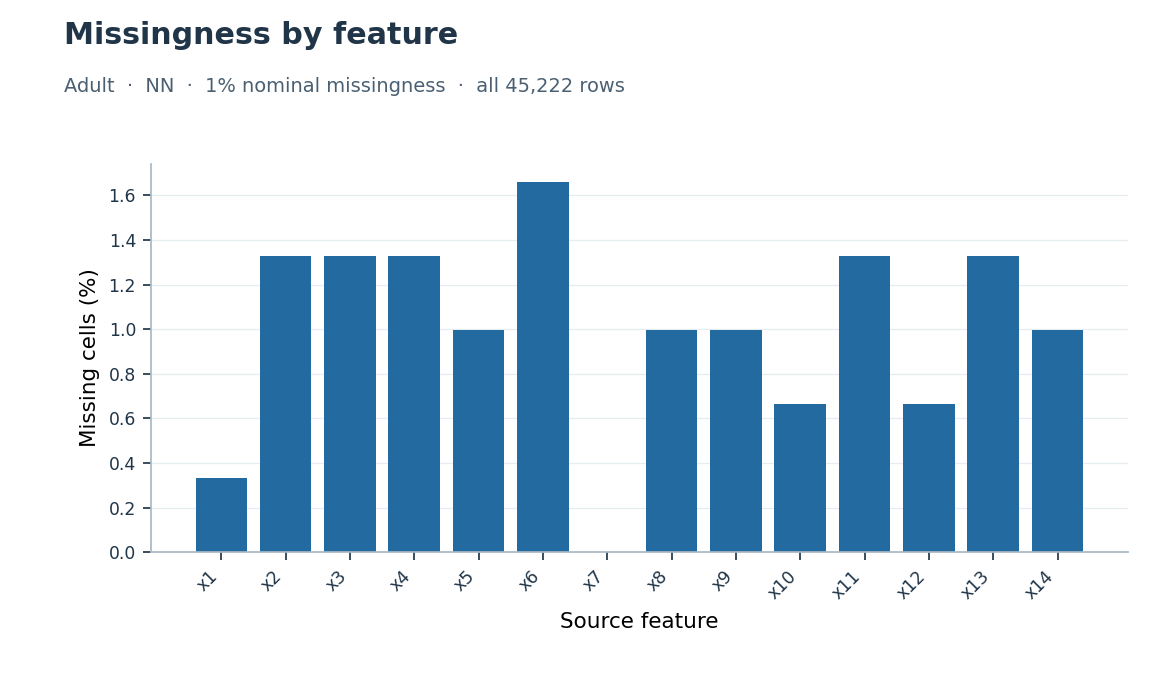 Missingness by feature
Adult · NN · 1% nominal missingness · all 45,222 rows
Missing cells (%)
1.6
1.4
1.2
1.0
0.8
0.6
0.4
0.2
0.0
x1 x2 x3 x4 x5 x6 x7 x8 x9 x10 x11 x12 x13 x14
Source feature